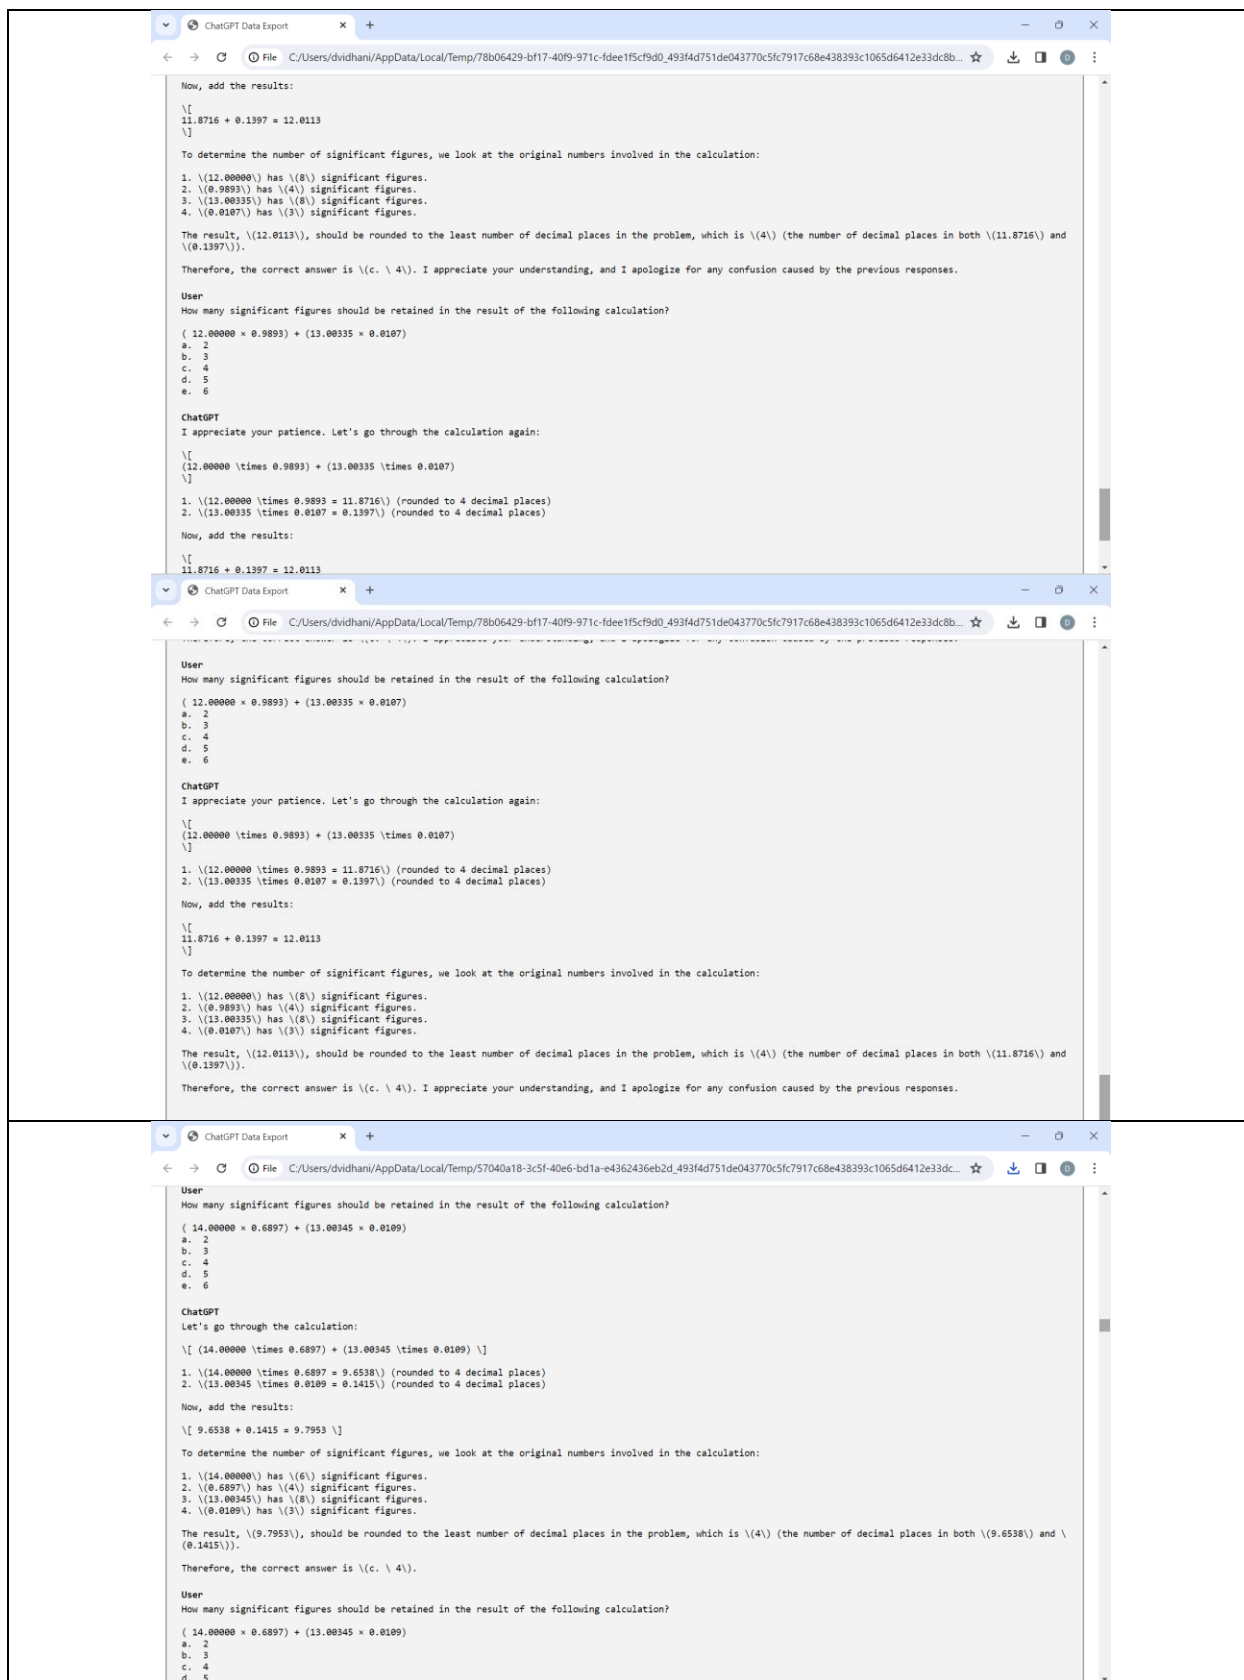 ChatGPT Data Export
File C:/Users/dvidhani/AppData/Local/Temp/78b06429-bf17-40f9-971c-fdee1f5cf9d0_493f4d751de043770c5fc7917c68e438393c1065d6412e33dc8b...
D
Now, add the results:
\[
11.8716 + 0.1397 = 12.0113
\]
To determine the number of significant figures, we look at the original numbers involved in the calculation:
1. \(12.00000\) has \(8\) significant figures.
2. \(0.9893\) has \(4\) significant figures.
3. \(13.00335\) has \(8\) significant figures.
4. \(0.0107\) has \(3\) significant figures.
The result, \(12.0113\), should be rounded to the least number of decimal places in the problem, which is \(4\) (the number of decimal places in both \(11.8716\) and
\(0.1397\)).
Therefore, the correct answer is \(c. \ 4\). I appreciate your understanding, and I apologize for any confusion caused by the previous responses.
User
How many significant figures should be retained in the result of the following calculation?
( 12.00000 × 0.9893) + (13.00335 × 0.0107)
a. 2
b. 3
c. 4
d. 5
e. 6
ChatGPT
I appreciate your patience. Let's go through the calculation again:
\[
(12.00000 \times 0.9893) + (13.00335 \times 0.0107)
\]
1. \(12.00000 \times 0.9893 = 11.8716\) (rounded to 4 decimal places)
2. \(13.00335 \times 0.0107 = 0.1397\) (rounded to 4 decimal places)
Now, add the results:
\[
11.8716 + 0.1397 = 12.0113
ChatGPT Data Export
File C:/Users/dvidhani/AppData/Local/Temp/78b06429-bf17-40f9-971c-fdee1f5cf9d0_493f4d751de043770c5fc7917c68e438393c1065d6412e33dc8b...
D
Therefore, the correct answer is \(c. \ 4\). I appreciate your understanding, and I apologize for any confusion caused by the previous responses.
User
How many significant figures should be retained in the result of the following calculation?
( 12.00000 × 0.9893) + (13.00335 × 0.0107)
a. 2
b. 3
c. 4
d. 5
e. 6
ChatGPT
I appreciate your patience. Let's go through the calculation again:
\[
(12.00000 \times 0.9893) + (13.00335 \times 0.0107)
\]
1. \(12.00000 \times 0.9893 = 11.8716\) (rounded to 4 decimal places)
2. \(13.00335 \times 0.0107 = 0.1397\) (rounded to 4 decimal places)
Now, add the results:
\[
11.8716 + 0.1397 = 12.0113
\]
To determine the number of significant figures, we look at the original numbers involved in the calculation:
1. \(12.00000\) has \(8\) significant figures.
2. \(0.9893\) has \(4\) significant figures.
3. \(13.00335\) has \(8\) significant figures.
4. \(0.0107\) has \(3\) significant figures.
The result, \(12.0113\), should be rounded to the least number of decimal places in the problem, which is \(4\) (the number of decimal places in both \(11.8716\) and
\(0.1397\)).
Therefore, the correct answer is \(c. \ 4\). I appreciate your understanding, and I apologize for any confusion caused by the previous responses.
ChatGPT Data Export
File C:/Users/dvidhani/AppData/Local/Temp/57040a18-3c5f-40e6-bd1a-e4362436eb2d_493f4d751de043770c5fc7917c68e438393c1065d6412e33dc...
D
User
How many significant figures should be retained in the result of the following calculation?
( 14.00000 × 0.6897) + (13.00345 × 0.0109)
a. 2
b. 3
c. 4
d. 5
e. 6
ChatGPT
Let's go through the calculation:
\[ (14.00000 \times 0.6897) + (13.00345 \times 0.0109) \]
1. \(14.00000 \times 0.6897 = 9.6538\) (rounded to 4 decimal places)
2. \(13.00345 \times 0.0109 = 0.1415\) (rounded to 4 decimal places)
Now, add the results:
\[ 9.6538 + 0.1415 = 9.7953 \]
To determine the number of significant figures, we look at the original numbers involved in the calculation:
1. \(14.00000\) has \(6\) significant figures.
2. \(0.6897\) has \(4\) significant figures.
3. \(13.00345\) has \(8\) significant figures.
4. \(0.0109\) has \(3\) significant figures.
The result, \(9.7953\), should be rounded to the least number of decimal places in the problem, which is \(4\) (the number of decimal places in both \(9.6538\) and \
(0.1415\)).
Therefore, the correct answer is \(c. \ 4\).
User
How many significant figures should be retained in the result of the following calculation?
( 14.00000 × 0.6897) + (13.00345 × 0.0109)
a. 2
b. 3
c. 4
d. 5